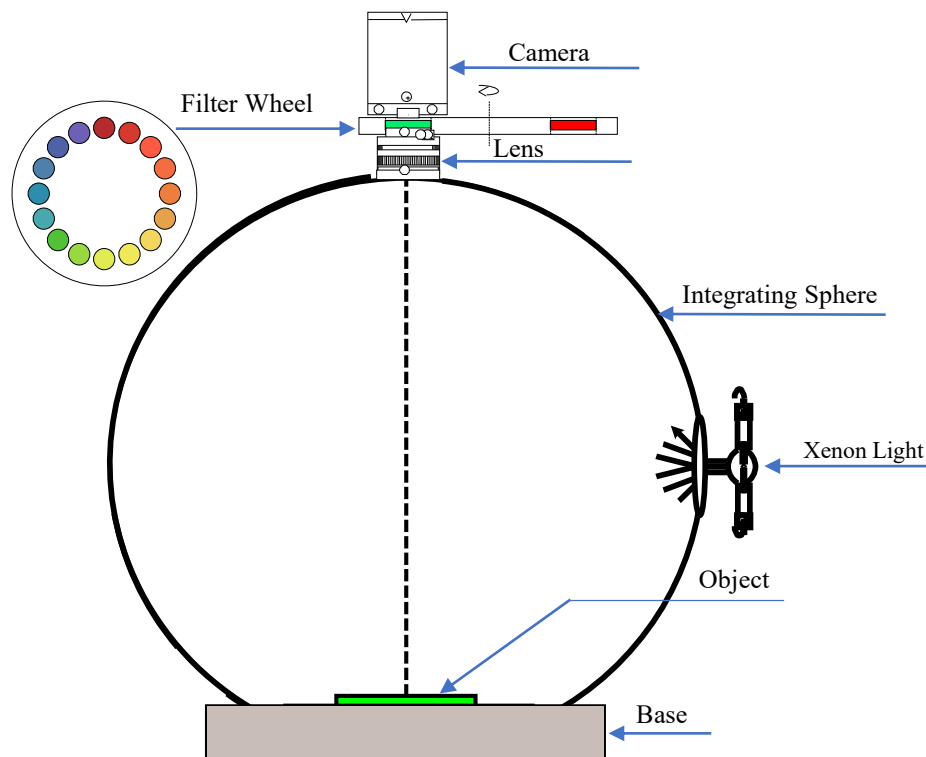 Camera
Filter Wheel
Lens
Integrating Sphere
Xenon Light
Object
Base